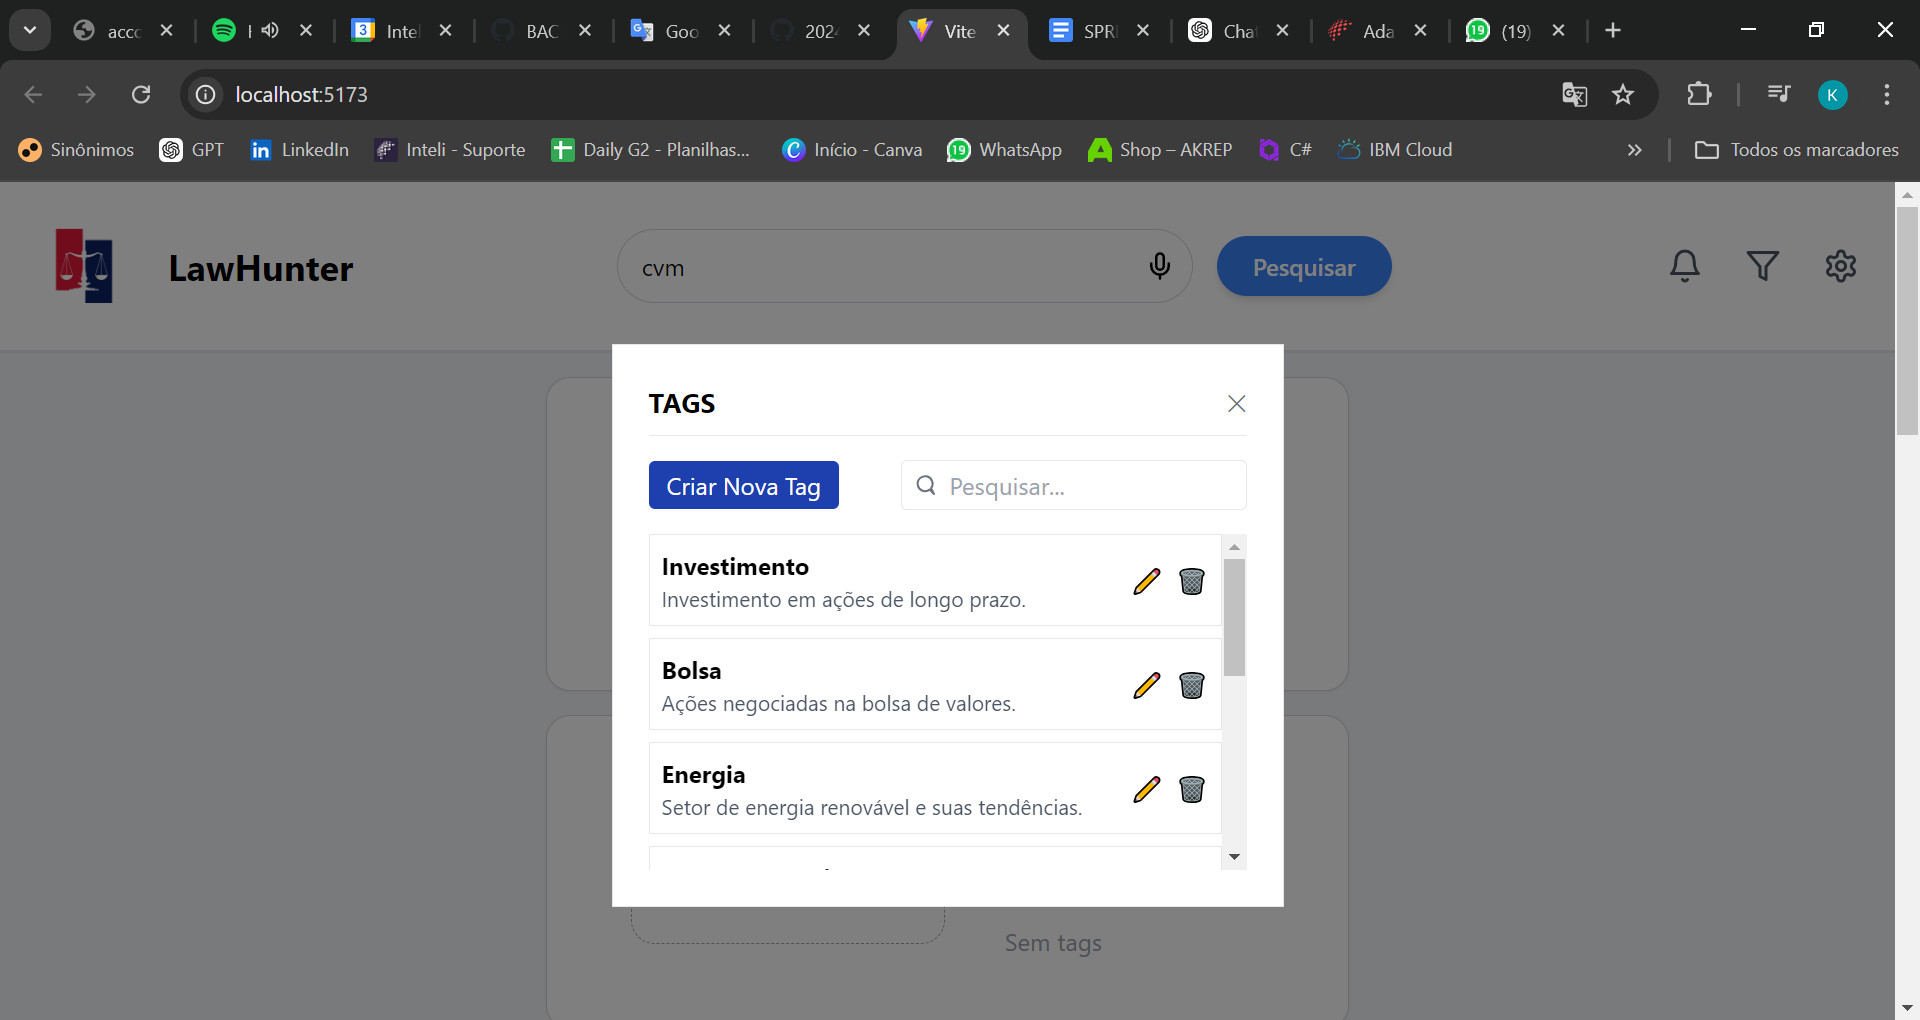 acco
Inte
BAC
Goo
202
Vite
SPRI
Cha
Ada
(19)
localhost:5173
K
Sinônimos
GPT
LinkedIn
Inteli - Suporte
Daily G2 - Planilhas...
Início - Canva
WhatsApp
Shop – AKREP
C#
IBM Cloud
Todos os marcadores
LawHunter
cvm
Pesquisar
TAGS
Criar Nova Tag
Pesquisar...
Investimento
Investimento em ações de longo prazo.
Bolsa
Ações negociadas na bolsa de valores.
Energia
Setor de energia renovável e suas tendências.
Sem tags